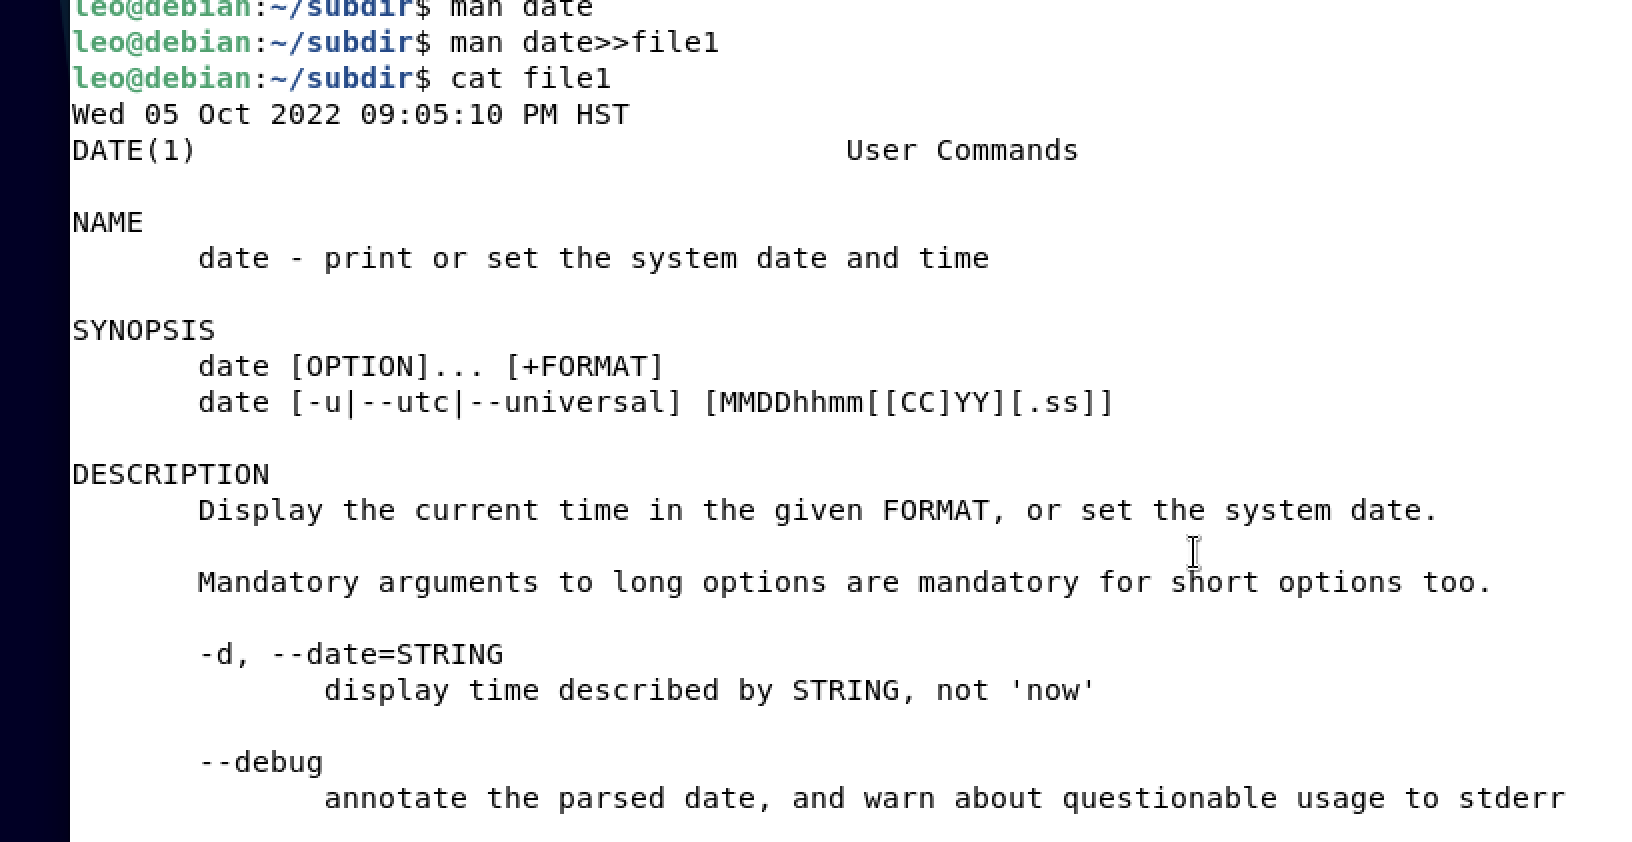 leo@debian:~/subdir$ man date
leo@debian:~/subdir$ man date>>file1
leo@debian:~/subdir$ cat file1
Wed 05 Oct 2022 09:05:10 PM HST
DATE(1)                                    User Commands
NAME
       date - print or set the system date and time
SYNOPSIS
       date [OPTION]... [+FORMAT]
       date [-u|--utc|--universal] [MMDDhhmm[[CC]YY][.ss]]
DESCRIPTION
       Display the current time in the given FORMAT, or set the system date.
       Mandatory arguments to long options are mandatory for short options too.
       -d, --date=STRING
              display time described by STRING, not 'now'
       --debug
              annotate the parsed date, and warn about questionable usage to stderr